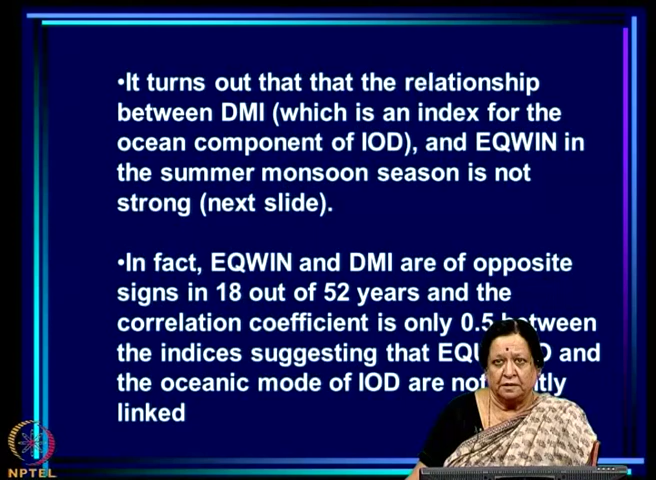 •It turns out that that the relationship
between DMI (which is an index for the
ocean component of IOD), and EQWIN in
the summer monsoon season is not
strong (next slide).
•In fact, EQWIN and DMI are of opposite
signs in 18 out of 52 years and the
correlation coefficient is only 0.5 between
the indices suggesting that and
the oceanic mode of IOD are not
linked
NPTEL